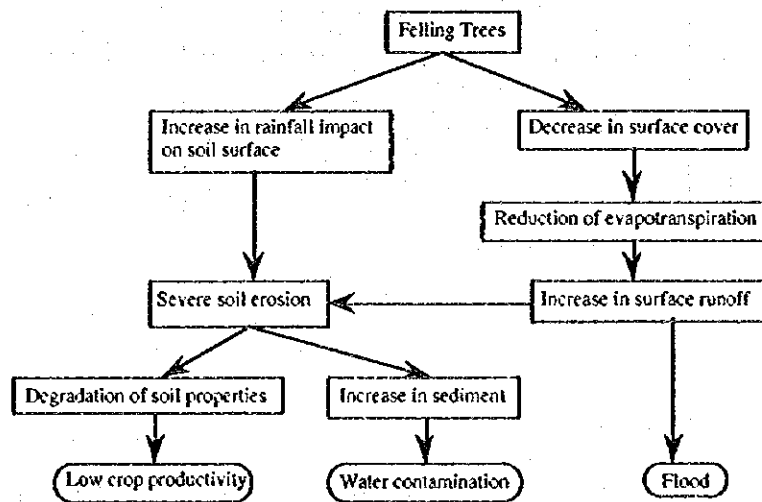 Felling Trees
Increase in rainfall impact
on soil surface
Decrease in surface cover
Reduction of evapotranspiration
Severe soil erosion
Increase in surface runoff
Degradation of soil properties
Increase in sediment
Low crop productivity
Water contamination
Flood